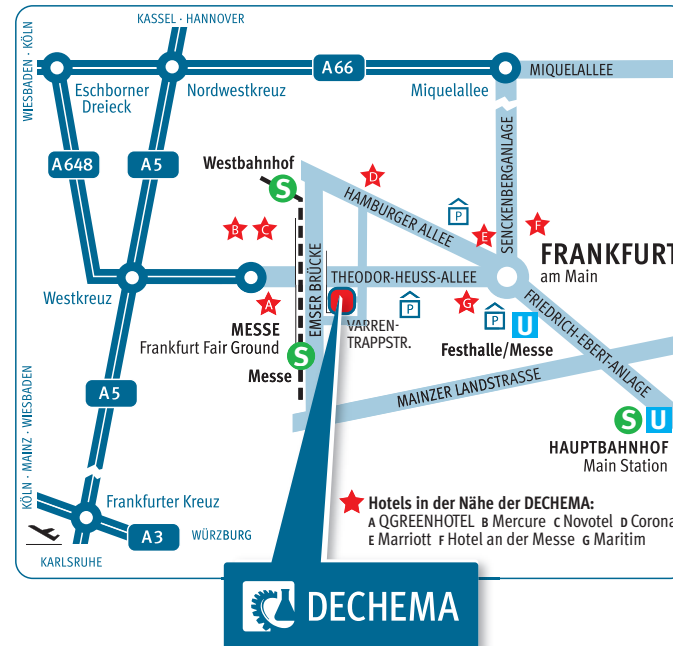 KASSEL · HANNOVER
WIESBADEN · KÖLN
A66
MIQUELALLEE
Eschborner
Dreieck
Nordwestkreuz
Miquelallee
A648
A5
Westbahnhof
S
D
HAMBURGER ALLEE
SENCKENBERGANLAGE
P
B C
E
F
FRANKFURT
am Main
Westkreuz
THEODOR-HEUSS-ALLEE
EMSER BRÜCKE
A
G
P
P
U
MESSE
Frankfurt Fair Ground
VARREN-
TRAPPSTR.
Festhalle/Messe
FRIEDRICH-EBERT-ANLAGE
S
Messe
A5
MAINZER LANDSTRASSE
KÖLN · MAINZ · WIESBADEN
S U
HAUPTBAHNHOF
Main Station
Frankfurter Kreuz
A3
WÜRZBURG
KARLSRUHE
Hotels in der Nähe der DECHEMA:
A QGREENHOTEL B Mercure C Novotel D Corona
E Marriott F Hotel an der Messe G Maritim
DECHEMA